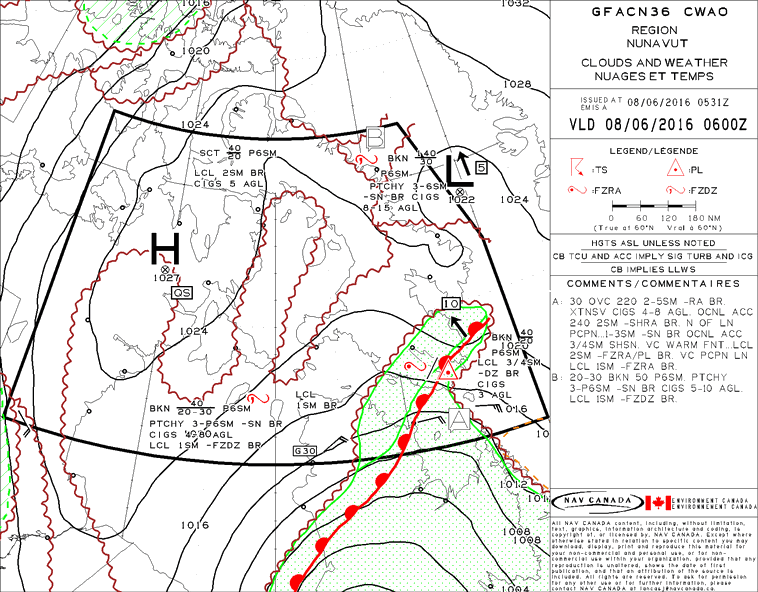 1016
1020
1032
1028
1024
SCT 40/20 P6SM
LCL 2SM BR
CIGS 5 AGL
B
BKN 140/30
P6SM
PTCHY 3-6SM
-SN BR CIGS
8-15 AGL
L
5
1022
1024
H
1027
QS
1024
10
BKN 40/20
1020
P6SM
LCL 3/4SM
-DZ BR
CIGS
3 AGL
1016
A
LCL
1SM BR
BKN 40/20-30 P6SM
PTCHY 3-P6SM -SN BR
CIGS AGL
LCL 1SM -FZDZ BR
G30
10
1012
1016
1008
1008
1004
GFACN36 CWAO
REGION
NUNAVUT
CLOUDS AND WEATHER
NUAGES ET TEMPS
ISSUED AT 08/06/2016 0531Z
EMIS A
VLD 08/06/2016 0600Z
LEGEND/LEGENDE
:TS
:PL
:FZRA
:FZDZ
0 60 120 180 NM
(True at 60°N Vrai à 60°N)
HGTS ASL UNLESS NOTED
CB TCU AND ACC IMPLY SIG TURB AND ICG
CB IMPLIES LLWS
COMMENTS/COMMENTAIRES
A: 30 OVC 220 2-5SM -RA BR.
XTNSV CIGS 4-8 AGL. OCNL ACC
240 2SM -SHRA BR. N OF LN
PCPN..1-3SM -SN BR OCNL ACC
3/4SM SHSN. VC WARM FNT..LCL
2SM -FZRA/PL BR. VC PCPN LN
LCL 1SM -FZRA BR.
B: 20-30 BKN 50 P6SM. PTCHY
3-P6SM -SN BR CIGS 5-10 AGL.
LCL 1SM -FZDZ BR.
NAV CANADA
ENVIRONMENT CANADA
ENVIRONNEMENT CANADA
All NAV CANADA content, including, without limitation,
text, graphics, information architecture and coding, is
copyright of, or licensed by, NAV CANADA. Except where
otherwise stated in relation to specific content you may
download, display, print and reproduce this material for
your non-commercial and personal use, or for non-
commercial use within your organization, provided that any
reproduction is unaltered, shows the date of first
publication, and that an attribution of the source is
included. All rights are reserved. To ask for permission
for any other use or for further information, please
contact NAV CANADA at